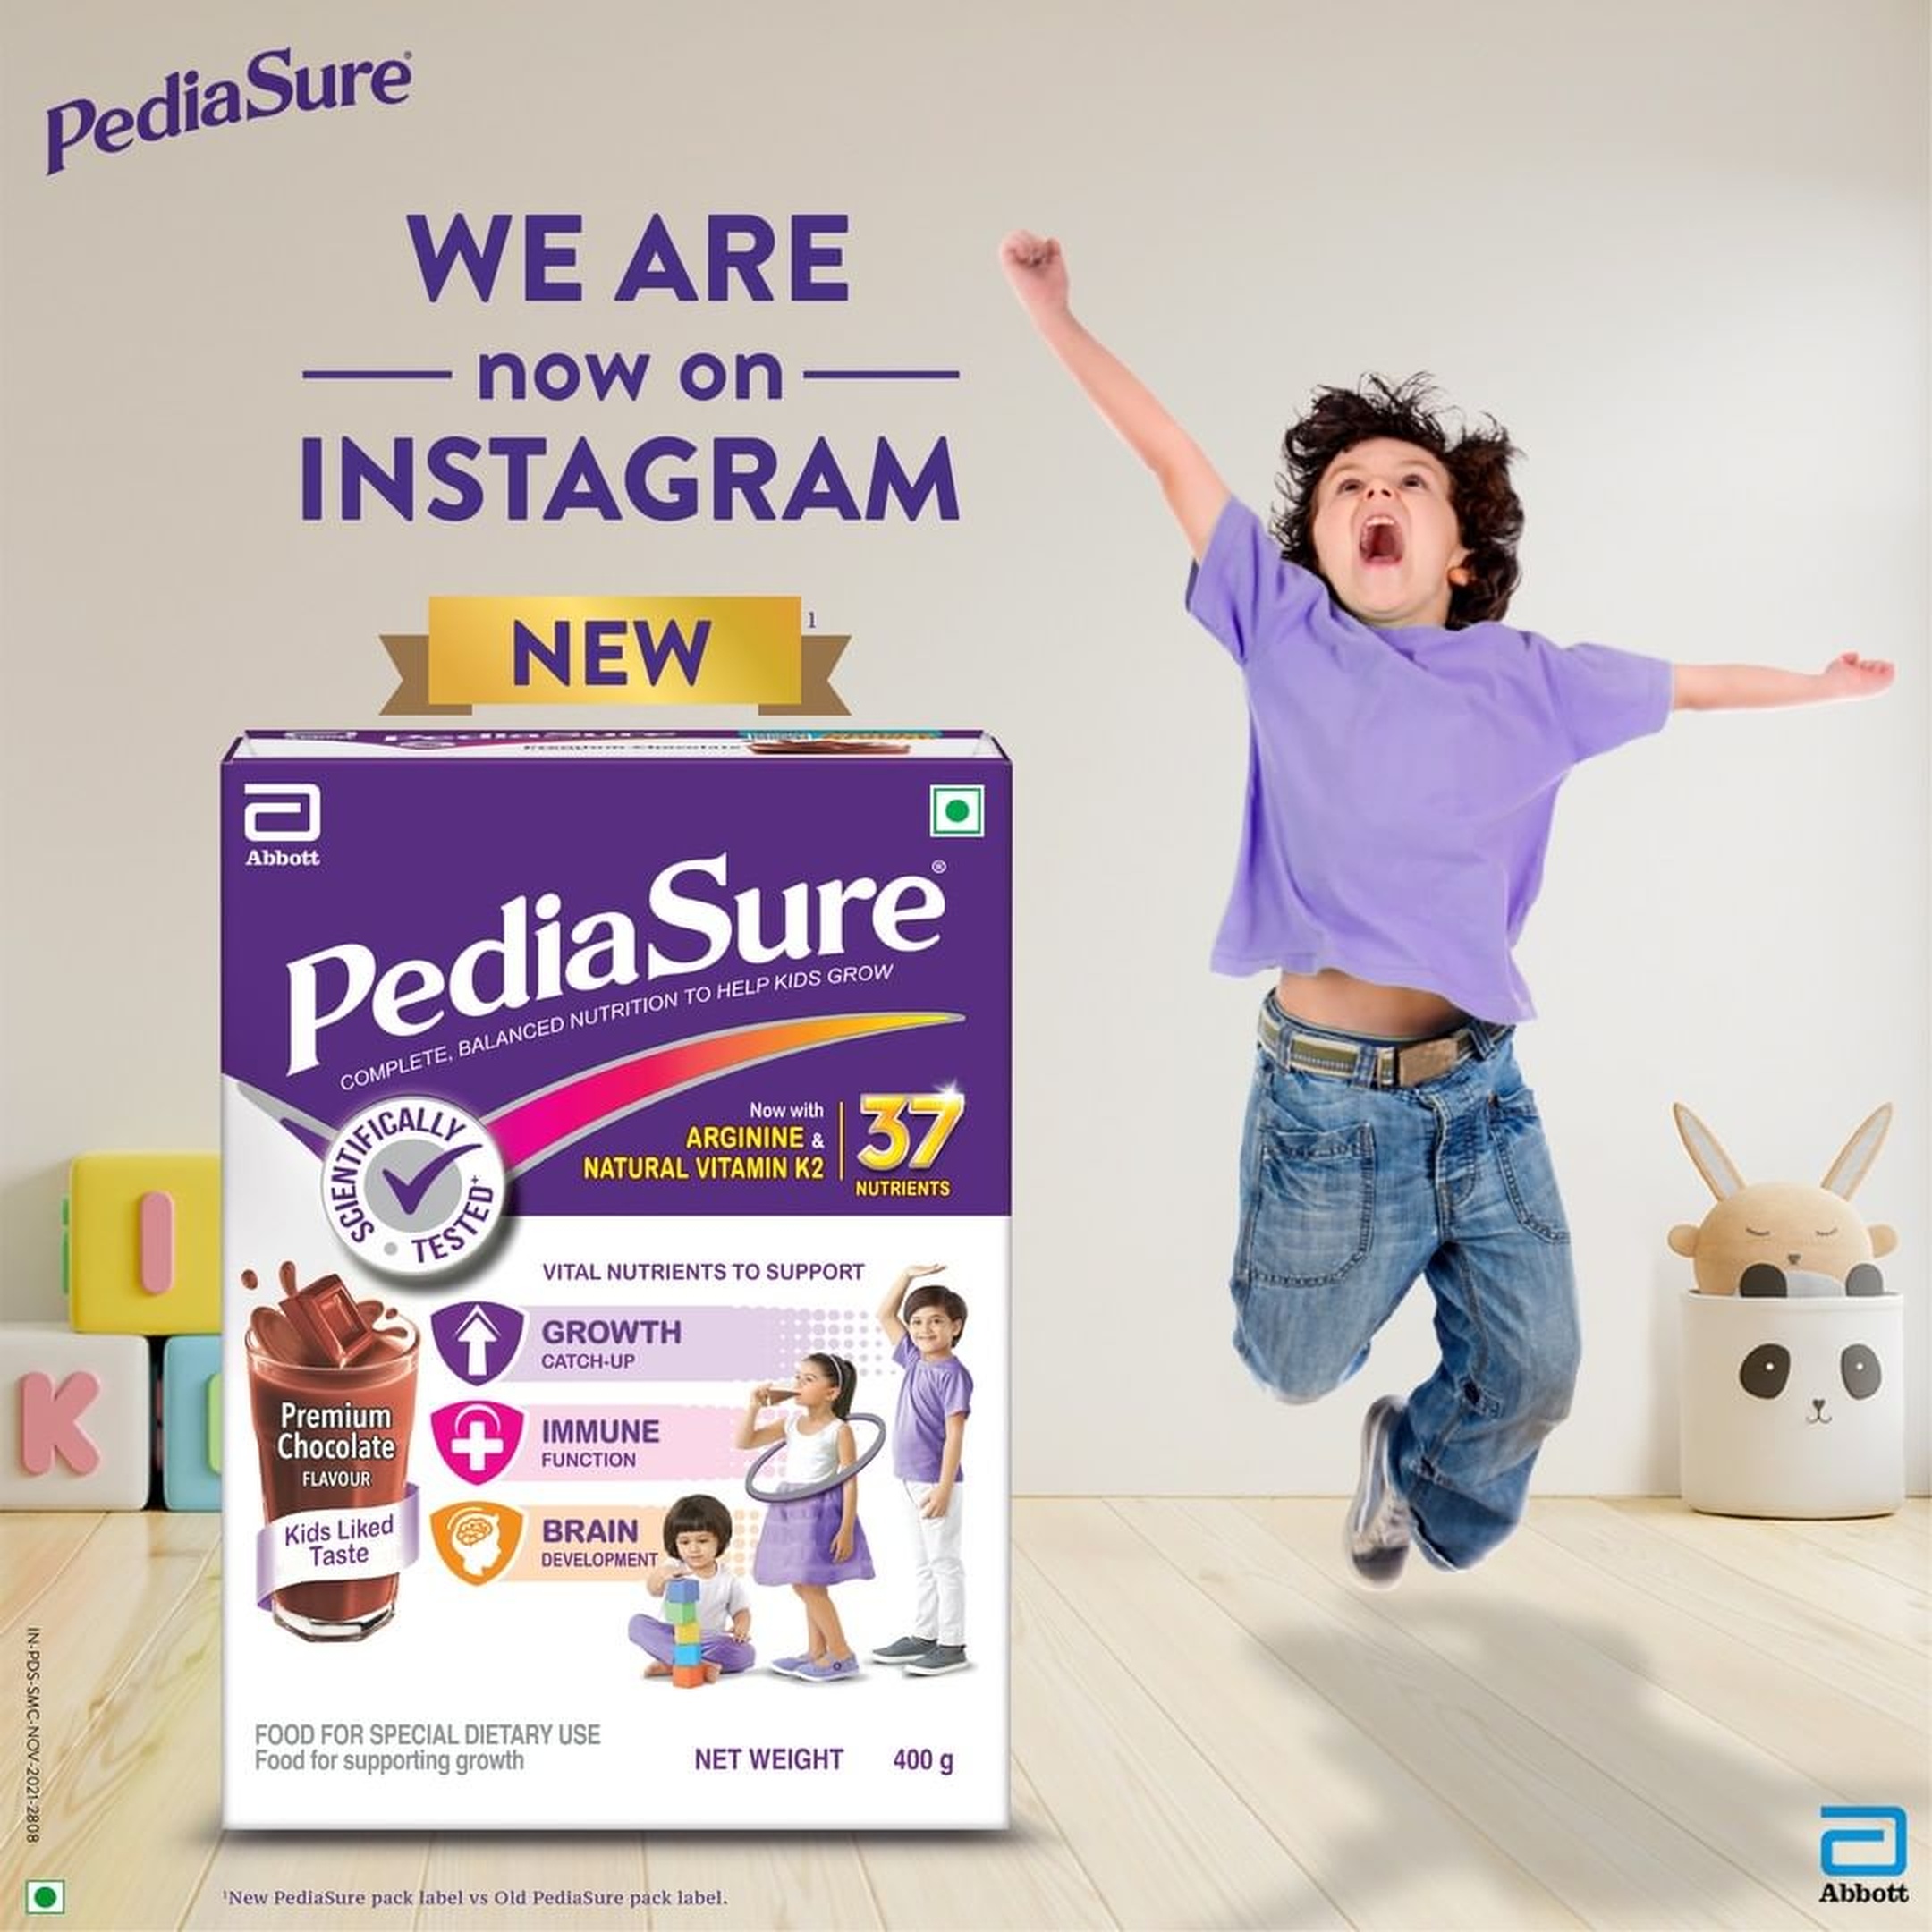 PediaSure®
WE ARE
now on
INSTAGRAM
NEW 1
PediaSure
Abbott
PediaSure®
COMPLETE, BALANCED NUTRITION TO HELP KIDS GROW
SCIENTIFICALLY
TESTED+
Now with
ARGININE &
NATURAL VITAMIN K2
37
NUTRIENTS
VITAL NUTRIENTS TO SUPPORT
GROWTH
CATCH-UP
IMMUNE
FUNCTION
BRAIN
DEVELOPMENT
Premium
Chocolate
FLAVOUR
Kids Liked
Taste
FOOD FOR SPECIAL DIETARY USE
Food for supporting growth
NET WEIGHT 400 g
I
K
IN-PDS-SMC-NOV-2021-2808
1New PediaSure pack label vs Old PediaSure pack label.
Abbott